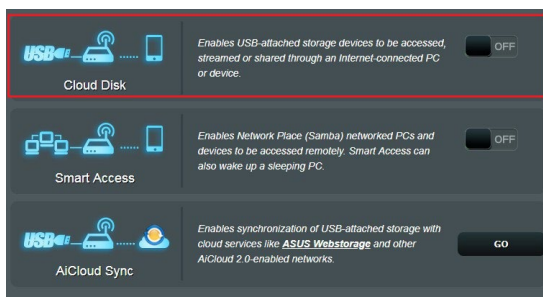 USB
Enables USB-attached storage devices to be accessed,
streamed or shared through an Internet-connected PC
or device.
OFF
Cloud Disk
Enables Network Place (Samba) networked PCs and
devices to be accessed remotely. Smart Access can
also wake up a sleeping PC.
OFF
Smart Access
USB
Enables synchronization of USB-attached storage with
cloud services like ASUS Webstorage and other
AiCloud 2.0-enabled networks.
GO
AiCloud Sync